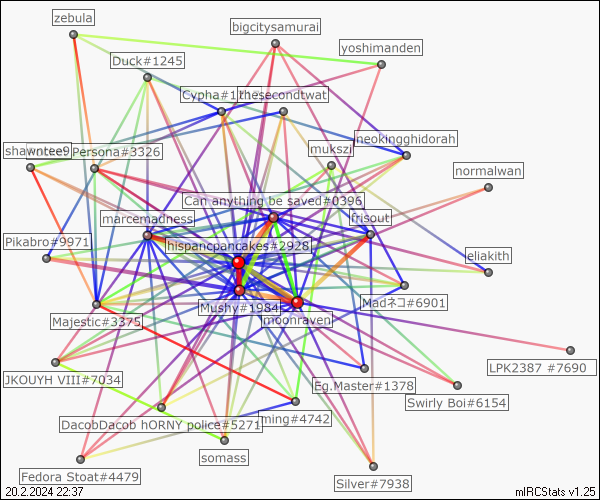 zebula
bigcitysamurai
yoshimanden
Duck#1245
thesecondtwat
neokingghidorah
mukszi
shawntee9
Persona#3326
normalwan
Can anything be saved#0396
marcemadness
frisout
Pikabro#9971
hispancpancakes#2928
eliakith
Mushy#1984
Madネコ#6901
moonraven
Majestic#3375
LPK2387 #7690
JKOUYH VIII#7034
Eg.Master#1378
Swirly Boi#6154
DacobDacob hORNY police#5271
ming#4742
somass
Fedora Stoat#4479
Silver#7938
20.2.2024 22:37
mIRCStats v1.25